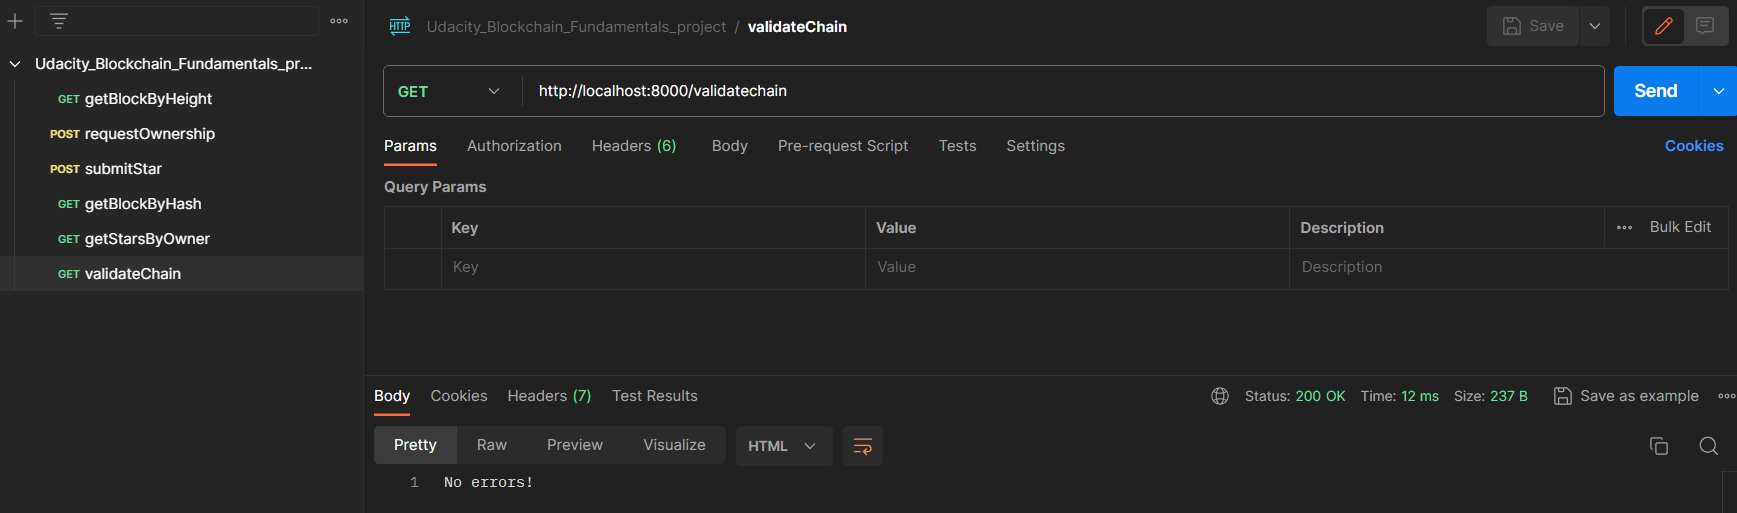 HTTP Udacity_Blockchain_Fundamentals_project / validateChain
Save
Udacity_Blockchain_Fundamentals_pr...
GET getBlockByHeight
POST requestOwnership
POST submitStar
GET getBlockByHash
GET getStarsByOwner
GET validateChain
GET http://localhost:8000/validatechain
Send
Params Authorization Headers (6) Body Pre-request Script Tests Settings Cookies
Query Params
Key Value Description Bulk Edit
Key Value Description
Body Cookies Headers (7) Test Results Status: 200 OK Time: 12 ms Size: 237 B Save as example
Pretty Raw Preview Visualize HTML
1 No errors!